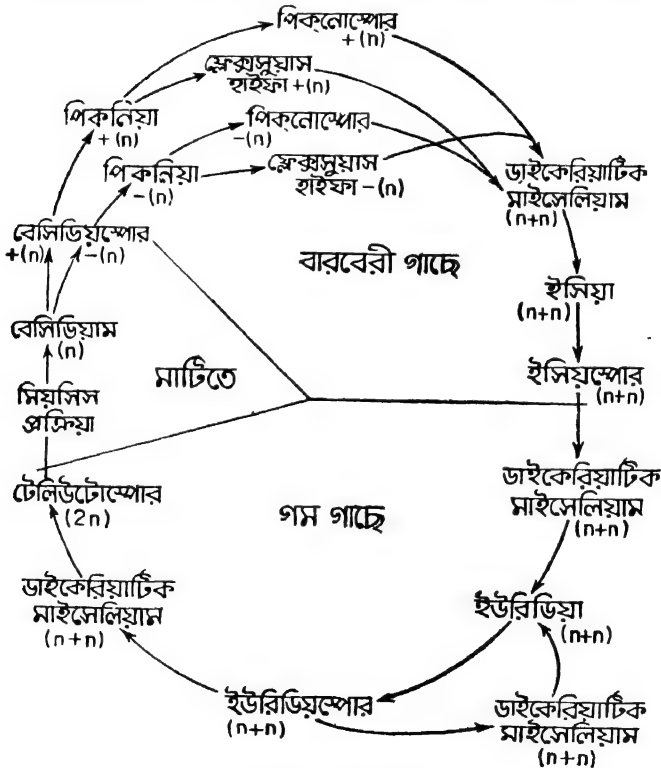 পিকনোস্পোর
+(n)
ফ্লেক্সুয়াস
হাইফা +(n)
পিকনিয়া
+(n)
পিক্নোস্পোর
-(n)
পিকনিয়া
-(n)
ফ্লেক্সুয়াস
হাইফা -(n)
ডাইকেরিয়াটিক
মাইসেলিয়াম
(n+n)
বেসিডিয়স্পোর
+(n) -(n)
বারবেরী গাছে
ইসিয়া
(n+n)
বেসিডিয়াম
(n)
মাটিতে
ইসিয়স্পোর
(n+n)
মিয়সিস
প্রক্রিয়া
টেলিউটোস্পোর
(2n)
গম গাছে
ডাইকেরিয়াটিক
মাইসেলিয়াম
(n+n)
ডাইকেরিয়াটিক
মাইসেলিয়াম
(n+n)
ইউরিডিয়া
(n+n)
ইউরিডিয়স্পোর
(n+n)
ডাইকেরিয়াটিক
মাইসেলিয়াম
(n+n)